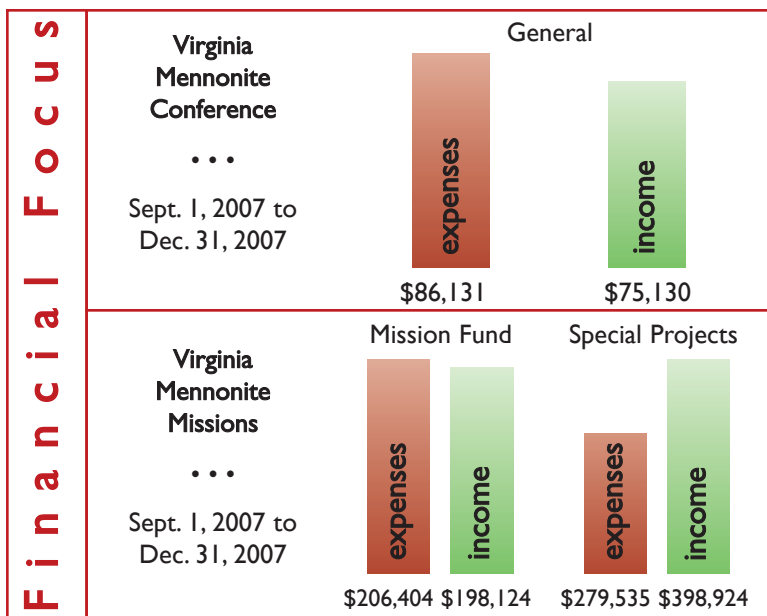 Financial Focus
Virginia
Mennonite
Conference
...
Sept. 1, 2007 to
Dec. 31, 2007
General
expenses
income
$86,131
$75,130
Virginia
Mennonite
Missions
...
Sept. 1, 2007 to
Dec. 31, 2007
Mission Fund
expenses
income
$206,404 $198,124
Special Projects
expenses
income
$279,535 $398,924